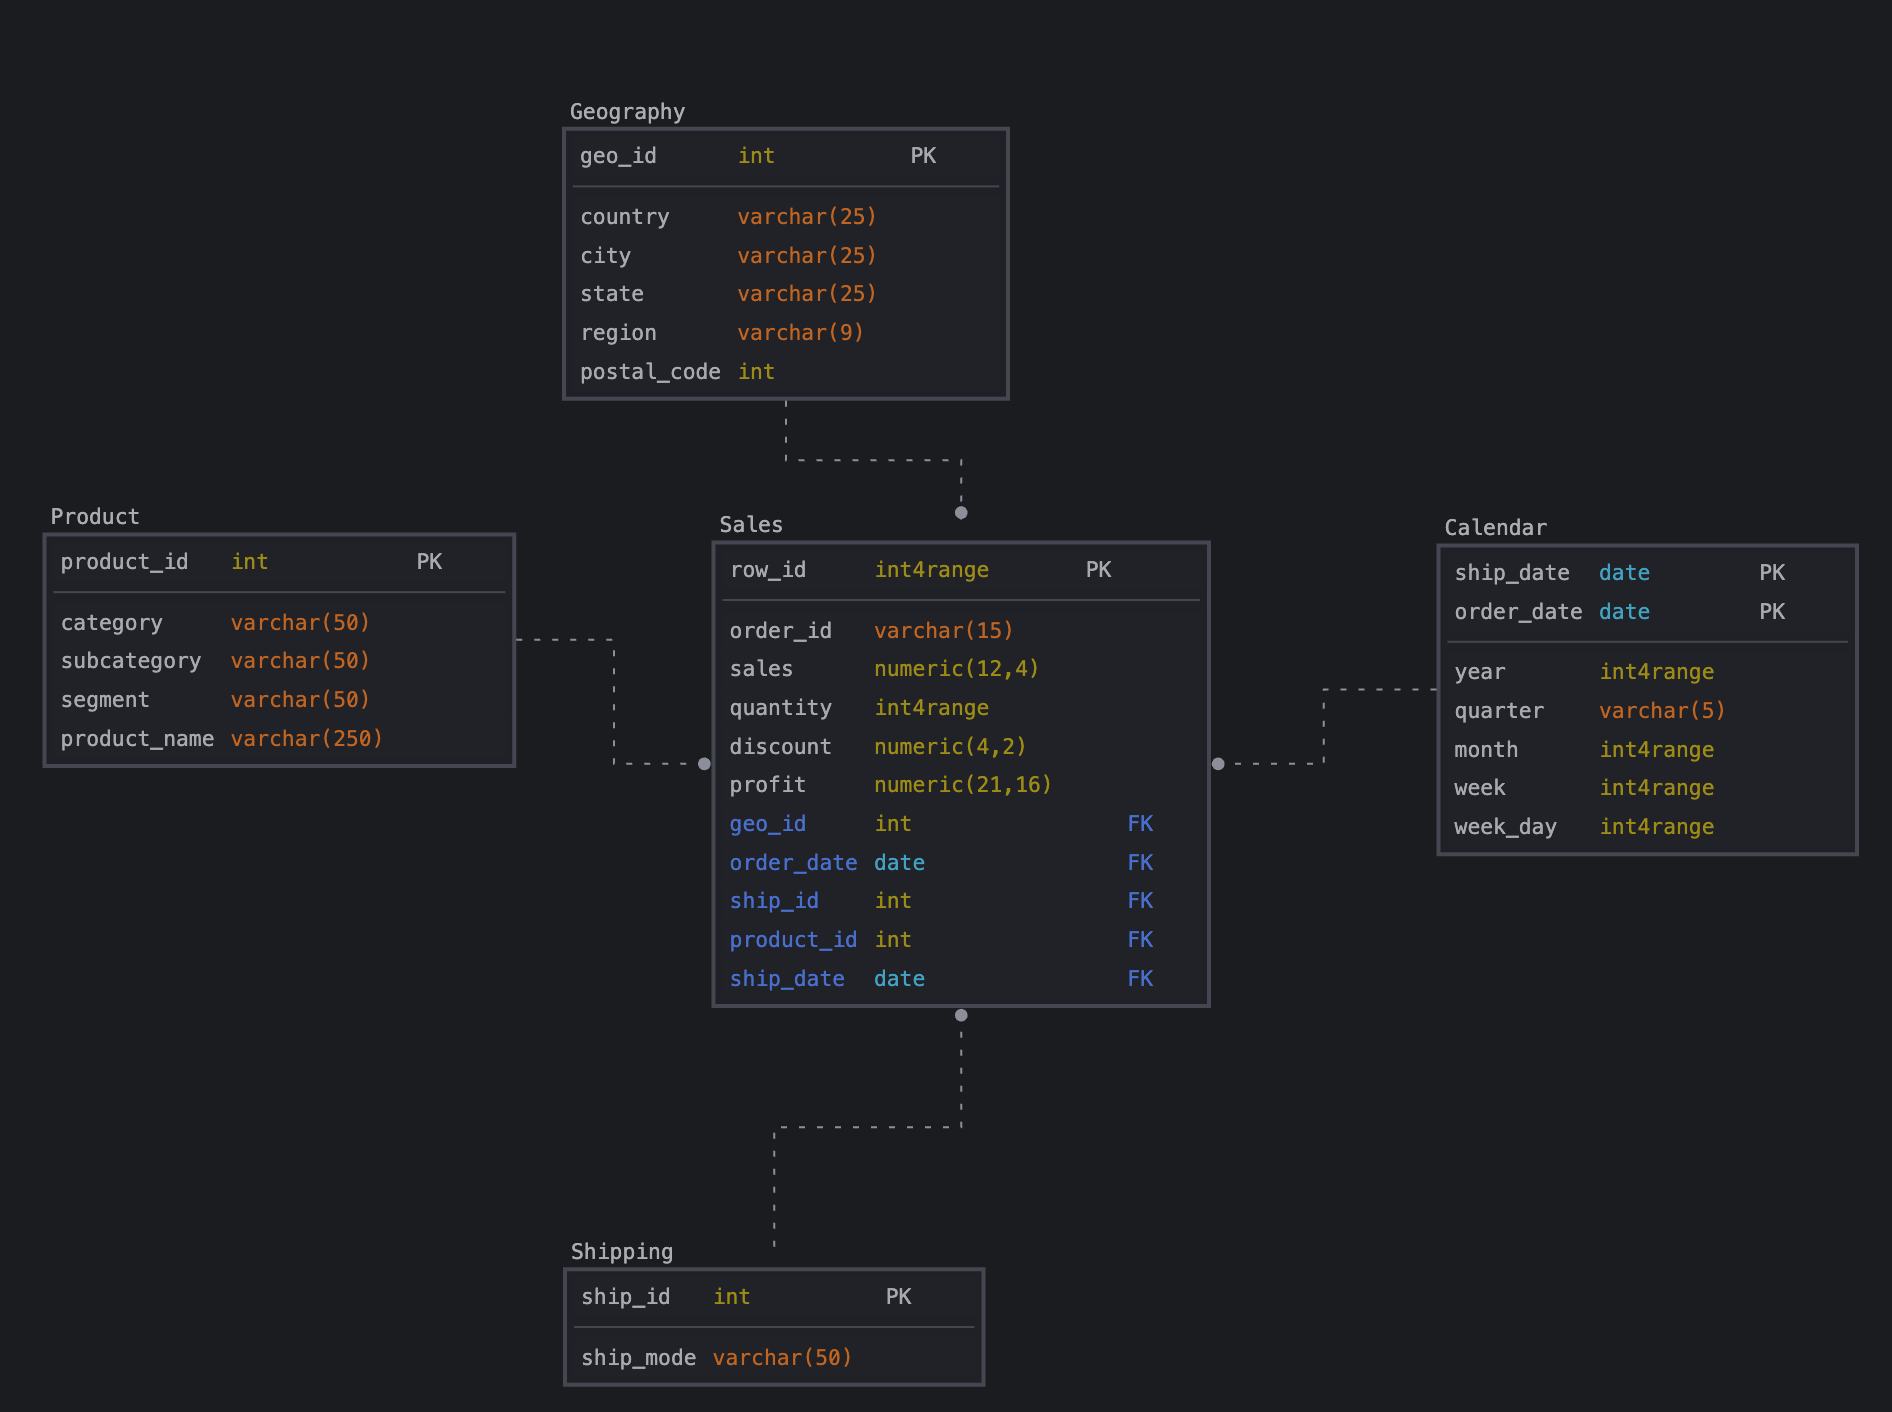 Geography
geo_id int PK
country varchar(25)
city varchar(25)
state varchar(25)
region varchar(9)
postal_code int
Product
product_id int PK
category varchar(50)
subcategory varchar(50)
segment varchar(50)
product_name varchar(250)
Sales
row_id int4range PK
order_id varchar(15)
sales numeric(12,4)
quantity int4range
discount numeric(4,2)
profit numeric(21,16)
geo_id int FK
order_date date FK
ship_id int FK
product_id int FK
ship_date date FK
Calendar
ship_date date PK
order_date date PK
year int4range
quarter varchar(5)
month int4range
week int4range
week_day int4range
Shipping
ship_id int PK
ship_mode varchar(50)